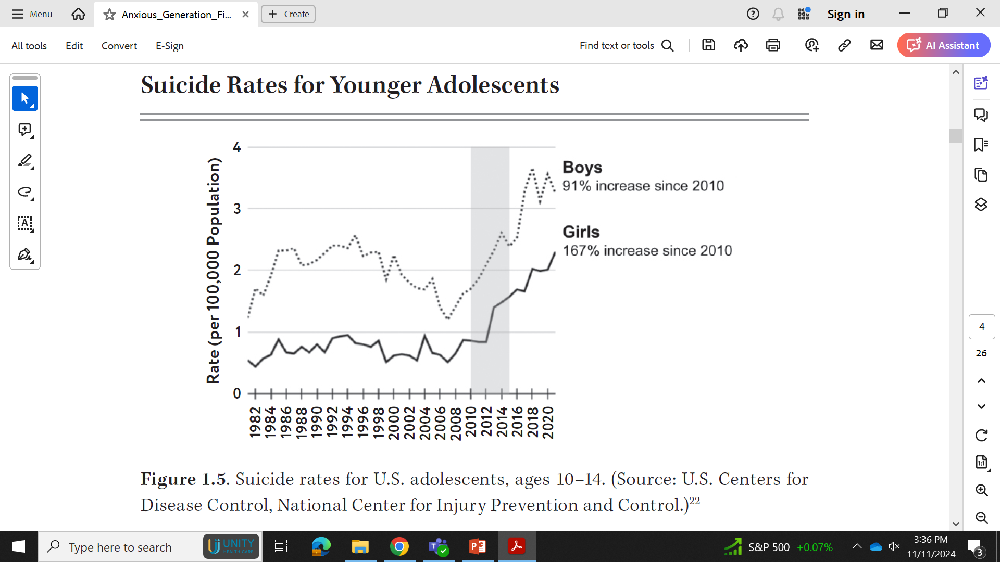 Menu
Anxious_Generation_Fi...
Create
Sign in
All tools
Edit
Convert
E-Sign
Find text or tools
AI Assistant
Suicide Rates for Younger Adolescents
Rate (per 100,000 Population)
4
3
2
1
0
Boys
91% increase since 2010
Girls
167% increase since 2010
1982
1984
1986
1988
1990
1992
1994
1996
1998
2000
2002
2004
2006
2008
2010
2012
2014
2016
2018
2020
Figure 1.5. Suicide rates for U.S. adolescents, ages 10–14. (Source: U.S. Centers for
Disease Control, National Center for Injury Prevention and Control.)22
4
26
1:1
Type here to search
UNITY
HEALTH CARE
S&P 500 +0.07%
3:36 PM
11/11/2024
3